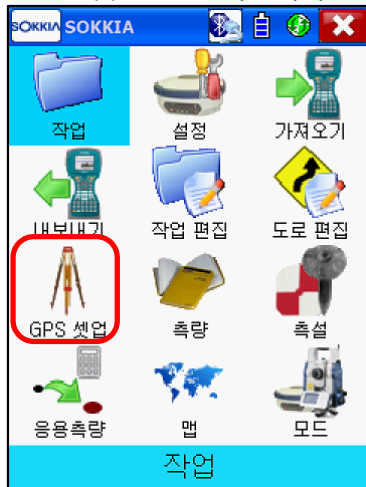 SOKKIA SOKKIA
작업 설정 가져오기
내보내기 작업 편집 도로 편집
GPS 셋업 측량 측설
응용측량 맵 모드
작업